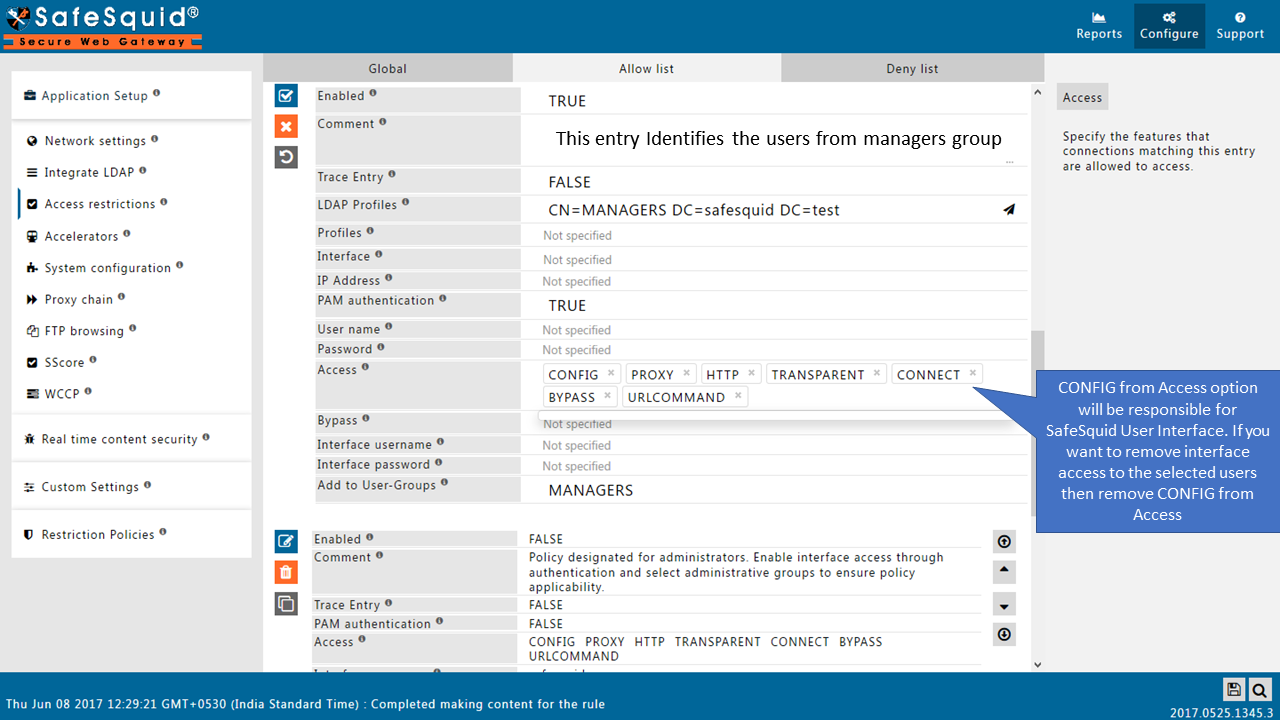 SafeSquid®
Secure Web Gateway
Reports
Configure
Support
Application Setup
Network settings
Integrate LDAP
Access restrictions
Accelerators
System configuration
Proxy chain
FTP browsing
SScore
WCCP
Real time content security
Custom Settings
Restriction Policies
Global
Allow list
Deny list
Enabled TRUE
Comment This entry Identifies the users from managers group
...
Trace Entry FALSE
LDAP Profiles CN=MANAGERS DC=safesquid DC=test
Profiles Not specified
Interface Not specified
IP Address Not specified
PAM authentication TRUE
User name Not specified
Password Not specified
Access CONFIG PROXY HTTP TRANSPARENT CONNECT
BYPASS URLCOMMAND
Bypass Not specified
Interface username Not specified
Interface password Not specified
Add to User-Groups MANAGERS
Enabled FALSE
Comment Policy designated for administrators. Enable interface access through
authentication and select administrative groups to ensure policy
applicability.
Trace Entry FALSE
PAM authentication FALSE
Access CONFIG PROXY HTTP TRANSPARENT CONNECT BYPASS
URLCOMMAND
Access
Specify the features that
connections matching this entry
are allowed to access.
CONFIG from Access option
will be responsible for
SafeSquid User Interface. If you
want to remove interface
access to the selected users
then remove CONFIG from
Access
Thu Jun 08 2017 12:29:21 GMT+0530 (India Standard Time) : Completed making content for the rule
2017.0525.1345.3